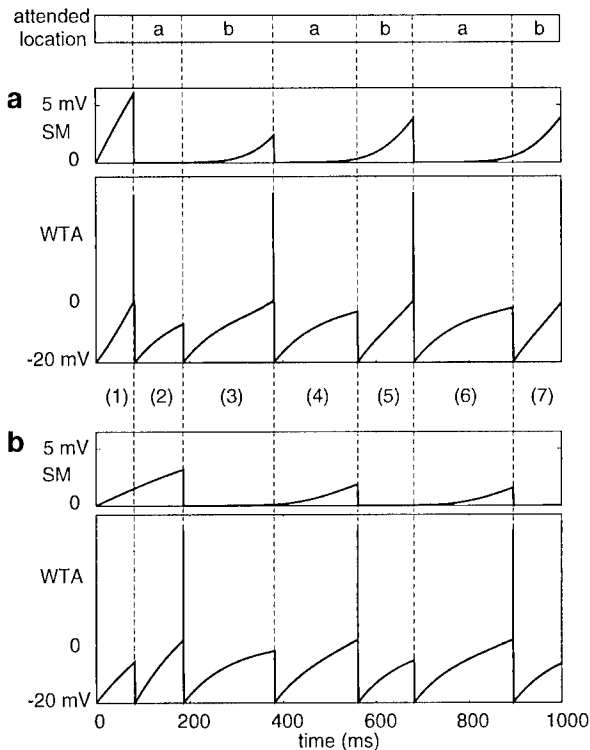 attended location
a b a b a b
a
5 mV
SM
0
WTA
0
-20 mV
(1) (2) (3) (4) (5) (6) (7)
b
5 mV
SM
0
WTA
0
-20 mV
0 200 400 600 800 1000
time (ms)